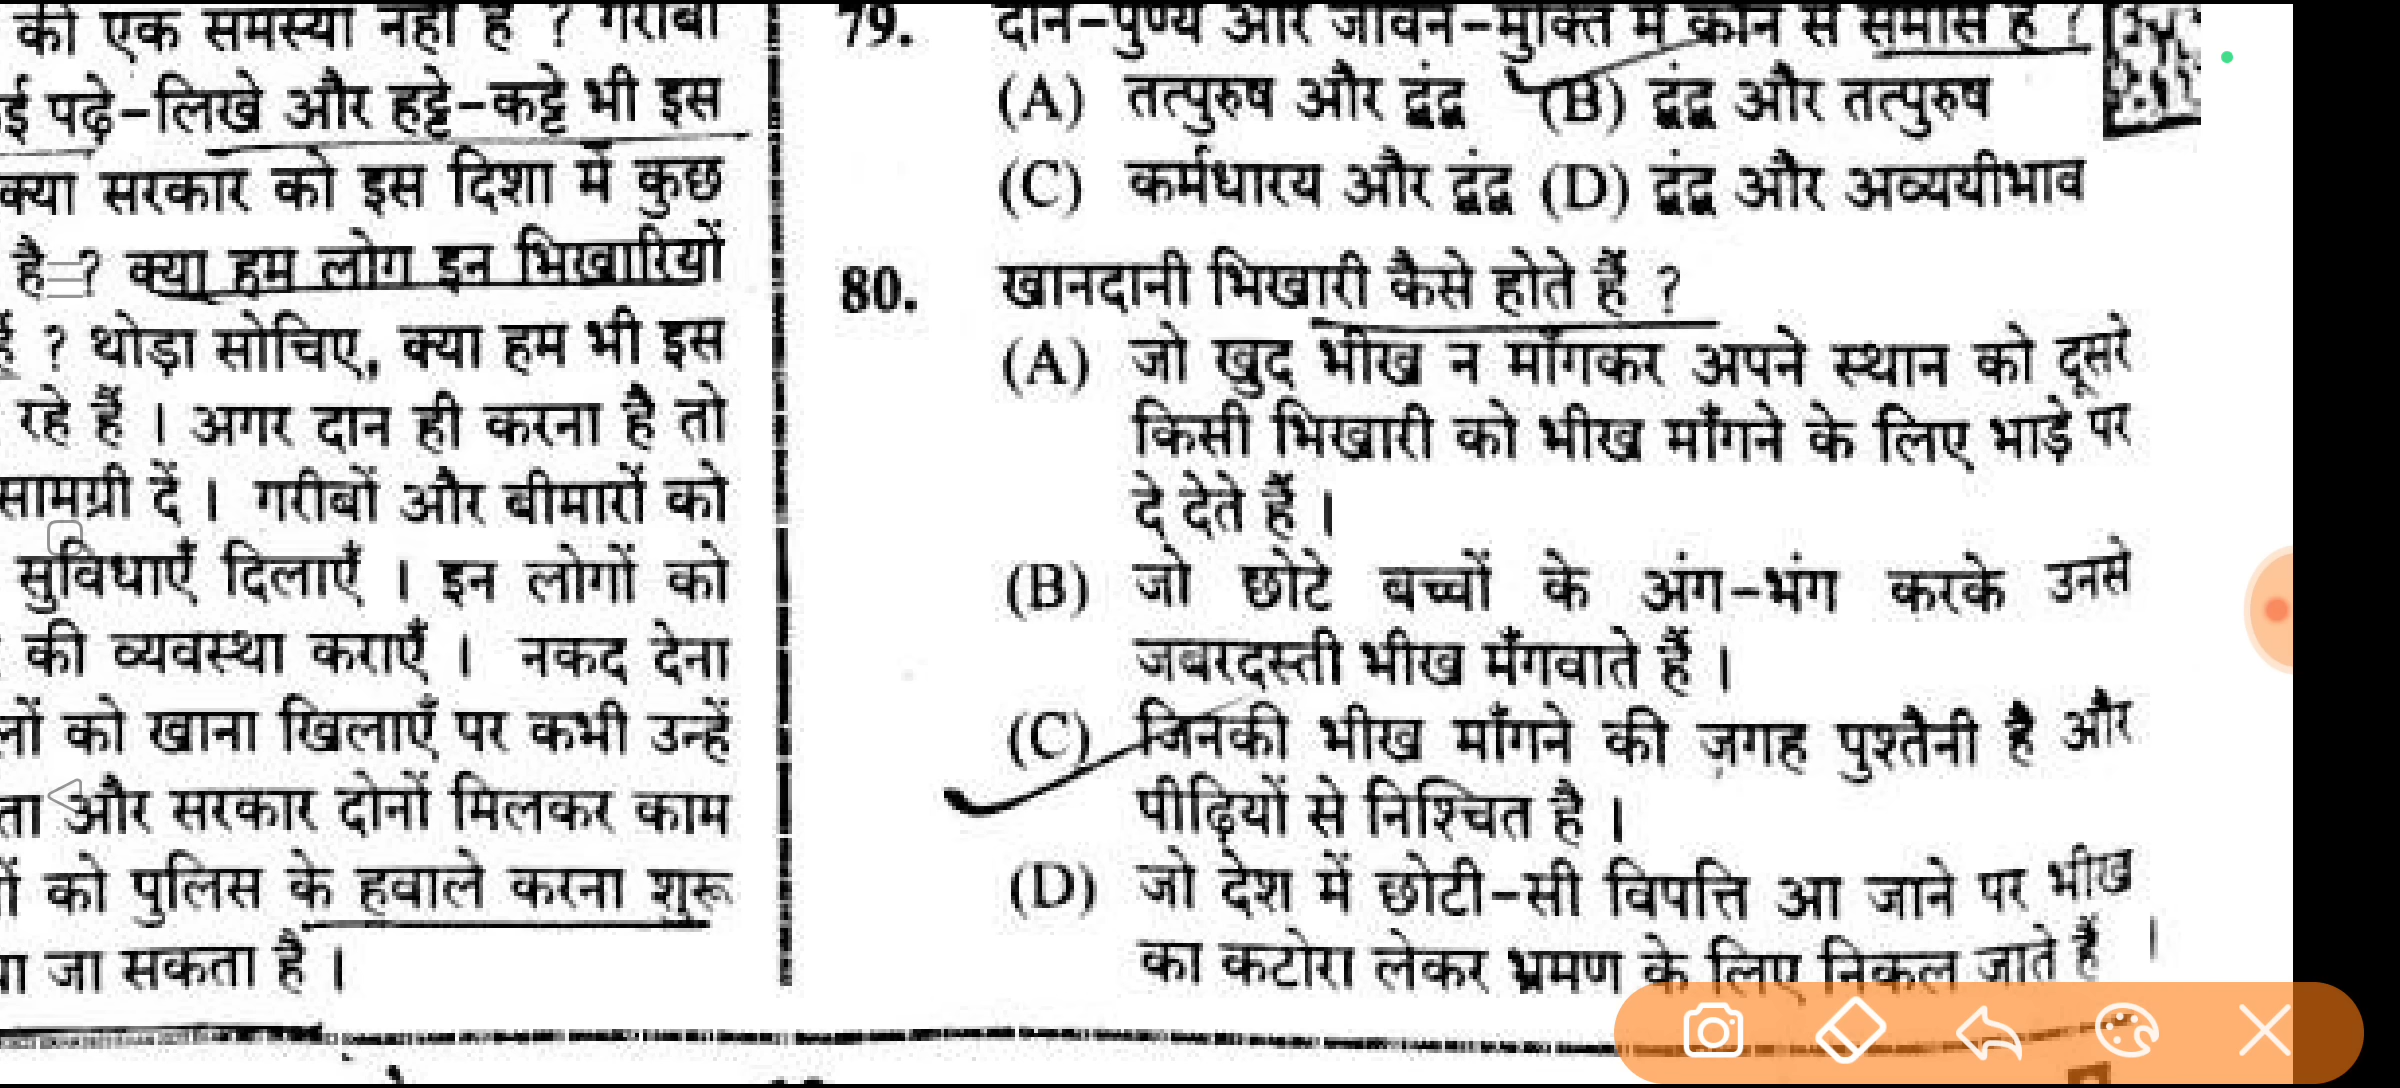 की एक समस्या नहीं है ? गरीबी
ई पढ़े-लिखे और हट्टे-कट्टे भी इस
क्या सरकार को इस दिशा में कुछ
है ? क्या हम लोग इन भिखारियों
? थोड़ा सोचिए, क्या हम भी इस
रहे हैं । अगर दान ही करना है तो
सामग्री दें । गरीबों और बीमारों को
सुविधाएँ दिलाएँ । इन लोगों को
की व्यवस्था कराएँ । नकद देना
को खाना खिलाएँ पर कभी उन्हें
और सरकार दोनों मिलकर काम
को पुलिस के हवाले करना शुरू
जा सकता है ।
79. दान-पुण्य और जीवन-मुक्ति में कौन से समास हैं ?
(A) तत्पुरुष और द्वंद्व (B) द्वंद्व और तत्पुरुष
(C) कर्मधारय और द्वंद्व (D) द्वंद्व और अव्ययीभाव
80. खानदानी भिखारी कैसे होते हैं ?
(A) जो खुद भीख न माँगकर अपने स्थान को दूसरे
किसी भिखारी को भीख माँगने के लिए भाड़े पर
दे देते हैं ।
(B) जो छोटे बच्चों के अंग-भंग करके उनसे
जबरदस्ती भीख मँगवाते हैं ।
(C) जिनकी भीख माँगने की ज़गह पुश्तैनी है और
पीढ़ियों से निश्चित है ।
(D) जो देश में छोटी-सी विपत्ति आ जाने पर भीख
का कटोरा लेकर भ्रमण के लिए निकल जाते हैं ।